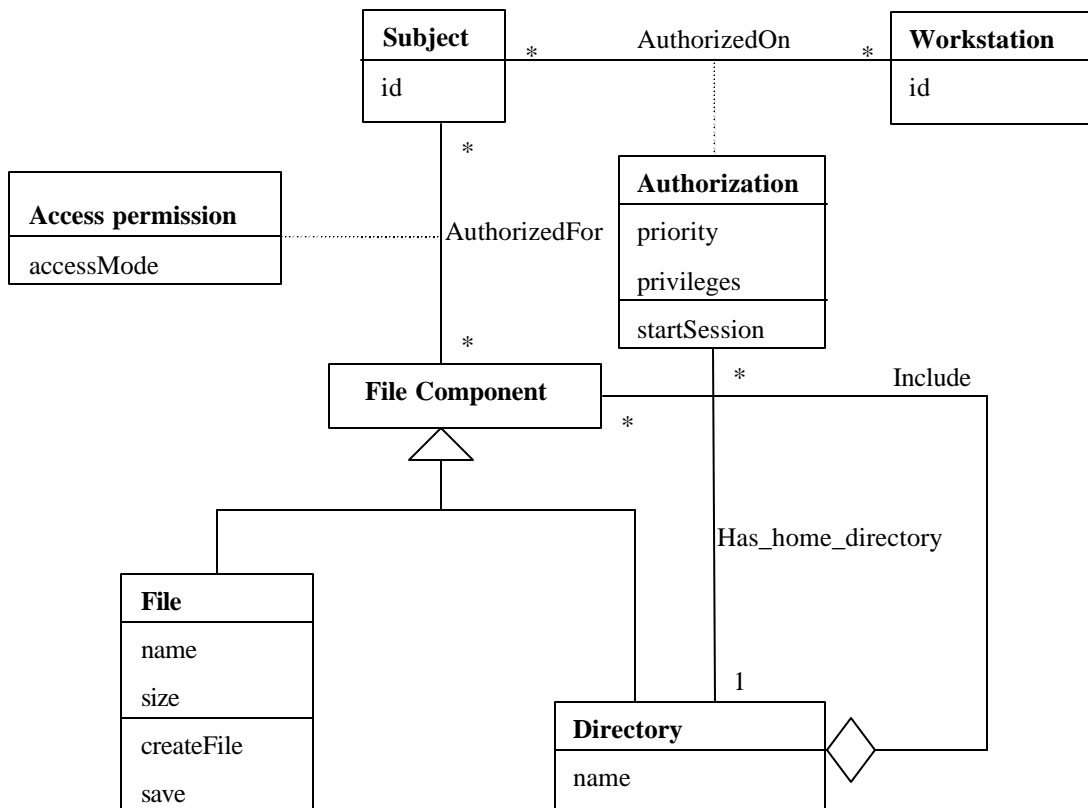 Subject
*
AuthorizedOn
*
Workstation
id
id
*
Access permission
accessMode
AuthorizedFor
Authorization
priority
privileges
startSession
*
File Component
*
*
Include
Has_home_directory
File
name
size
createFile
save
1
Directory
name